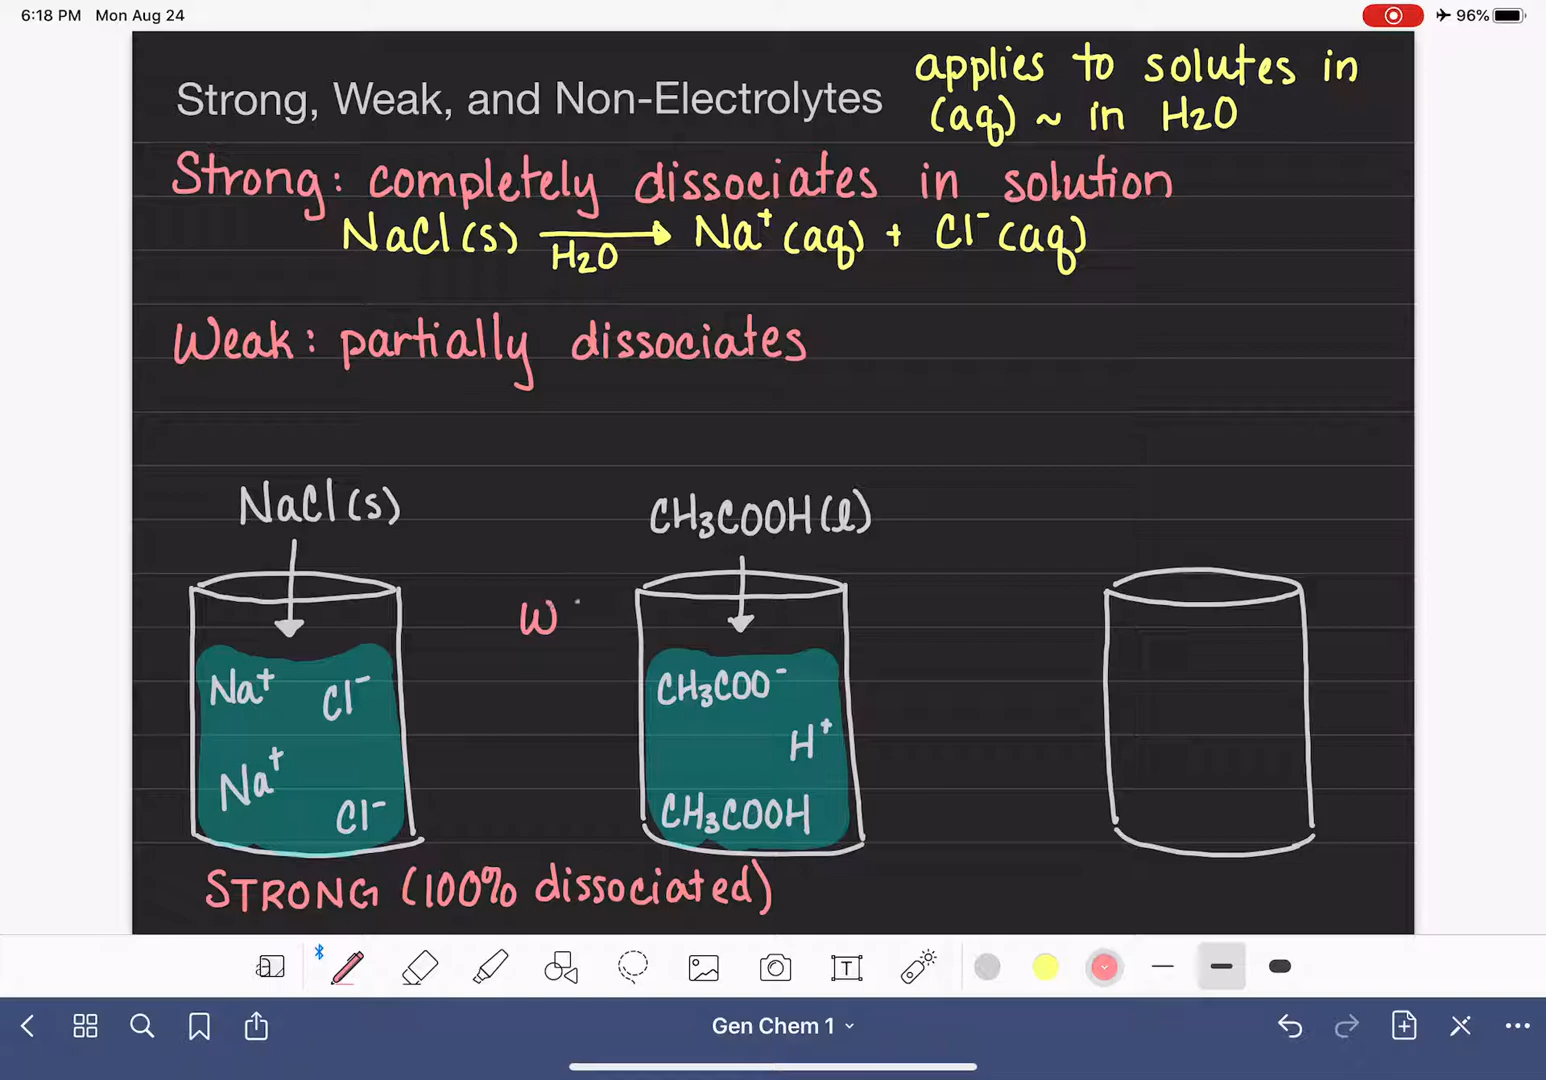 6:18 PM Mon Aug 24
96%
Strong, Weak, and Non-Electrolytes
applies to solutes in
(aq) ~ in H₂O
Strong: completely dissociates in solution
NaCl(s) → Na⁺(aq) + Cl⁻(aq)
H₂O
Weak: partially dissociates
NaCl(s)
CH₃COOH(l)
W
Na⁺ Cl⁻
Na⁺
Cl⁻
CH₃COO⁻
H⁺
CH₃COOH
STRONG (100% dissociated)
T
Gen Chem 1